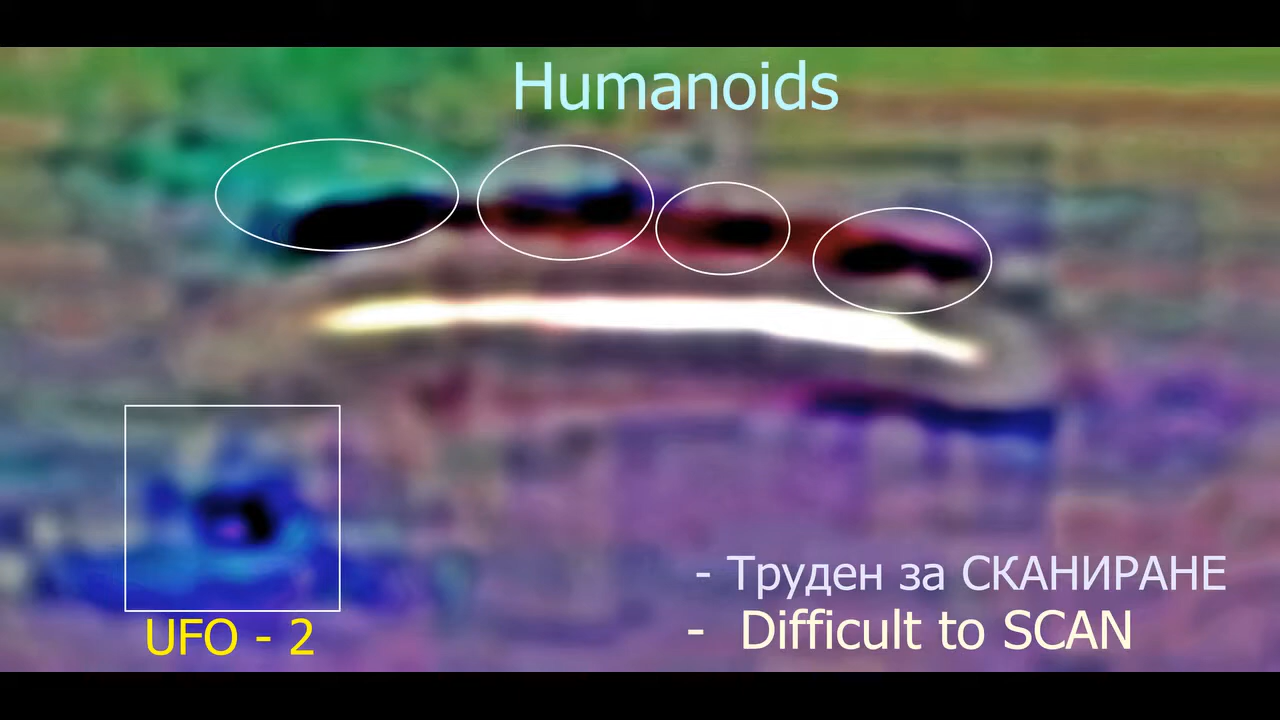 Humanoids
- Труден за СКАНИРАНЕ
- Difficult to SCAN
UFO - 2